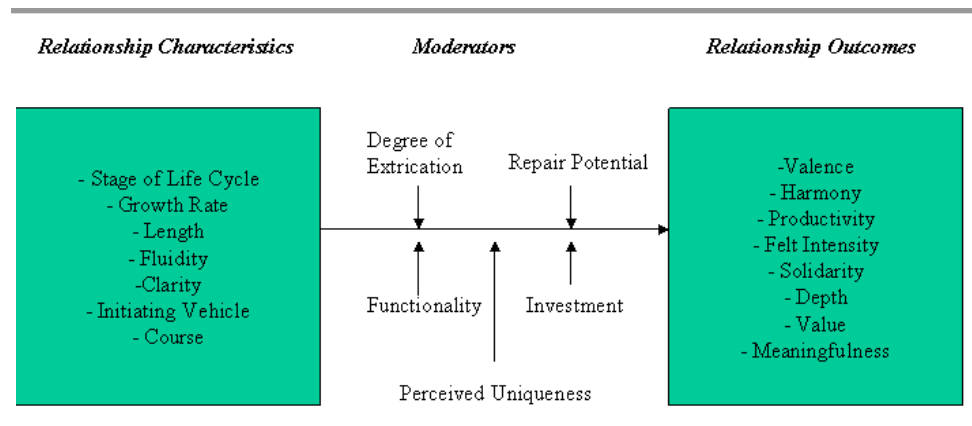 Relationship Characteristics
Moderators
Relationship Outcomes
- Stage of Life Cycle
- Growth Rate
- Length
- Fluidity
-Clarity
- Initiating Vehicle
- Course
Degree of
Extrication
Repair Potential
Functionality
Investment
Perceived Uniqueness
-Valence
- Harmony
- Productivity
- Felt Intensity
- Solidarity
- Depth
- Value
- Meaningfulness